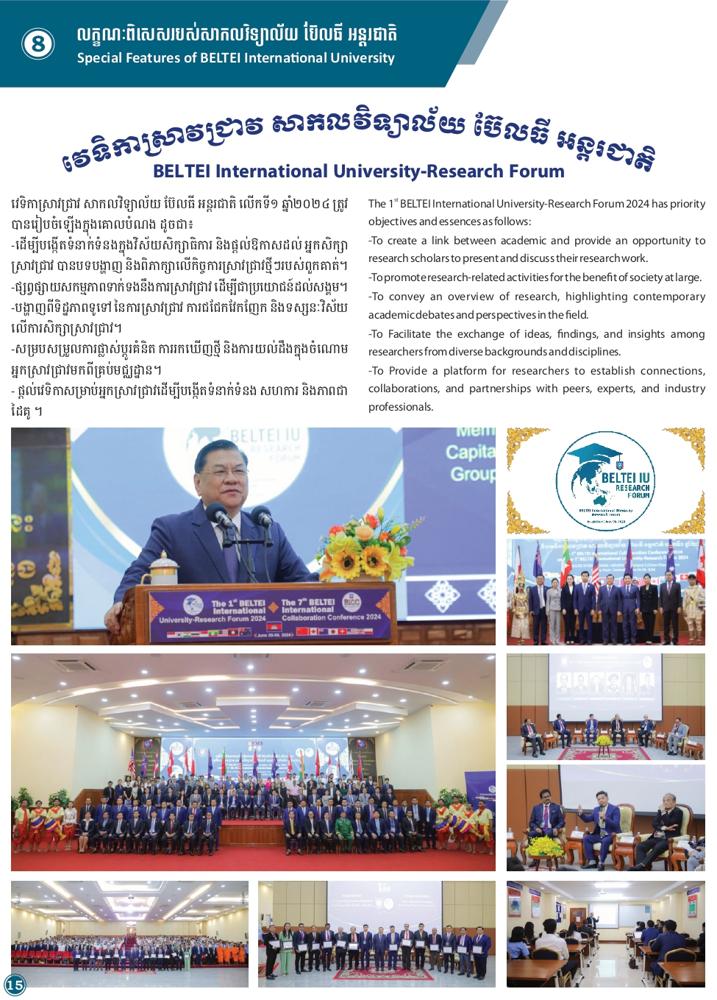 8
លក្ខណៈពិសេសរបស់សាកលវិទ្យាល័យ ប៊ែលធី អន្តរជាតិ
Special Features of BELTEI International University
វេទិកាស្រាវជ្រាវ សាកលវិទ្យាល័យ ប៊ែលធី អន្តរជាតិ
BELTEI International University-Research Forum
វេទិកាស្រាវជ្រាវ សាកលវិទ្យាល័យ ប៊ែលធី អន្តរជាតិ លើកទី១ ឆ្នាំ២០២៤ ត្រូវ
បានរៀបចំឡើងក្នុងគោលបំណង ដូចជា៖
-ដើម្បីបង្កើតទំនាក់ទំនងក្នុងវិស័យសិក្សាធិការ និងផ្តល់ឱកាសដល់ អ្នកសិក្សា
ស្រាវជ្រាវ បានបទបង្ហាញ និងពិភាក្សាលើកិច្ចការស្រាវជ្រាវថ្មីៗរបស់ពួកគាត់។
-ផ្សព្វផ្សាយសកម្មភាពទាក់ទងនឹងការស្រាវជ្រាវ ដើម្បីជាប្រយោជន៍ដល់សង្គម។
-បង្ហាញពីទិដ្ឋភាពទូទៅ នៃការស្រាវជ្រាវ ការជជែកវែកញែក និងទស្សនៈវិស័យ
លើការសិក្សាស្រាវជ្រាវ។
-សម្របសម្រួលការផ្លាស់ប្តូរគំនិត ការរកឃើញថ្មី និងការយល់ដឹងក្នុងចំណោម
អ្នកស្រាវជ្រាវមកពីគ្រប់មជ្ឈដ្ឋាន។
- ផ្តល់វេទិកាសម្រាប់អ្នកស្រាវជ្រាវដើម្បីបង្កើតទំនាក់ទំនង សហការ និងភាពជា
ដៃគូ ។
The 1st BELTEI International University-Research Forum 2024 has priority
objectives and essences as follows:
-To create a link between academic and provide an opportunity to
research scholars to present and discuss their research work.
-To promote research-related activities for the benefit of society at large.
-To convey an overview of research, highlighting contemporary
academic debates and perspectives in the field.
-To Facilitate the exchange of ideas, findings, and insights among
researchers from diverse backgrounds and disciplines.
-To Provide a platform for researchers to establish connections,
collaborations, and partnerships with peers, experts, and industry
professionals.
BELTEI IU
RESEARCH
FORUM
Capita
Group
The 1st BELTEI
International
University-Research Forum 2024
The 7th BELTEI
International
Collaboration Conference 2024
BELTEI IU
RESEARCH
FORUM
15